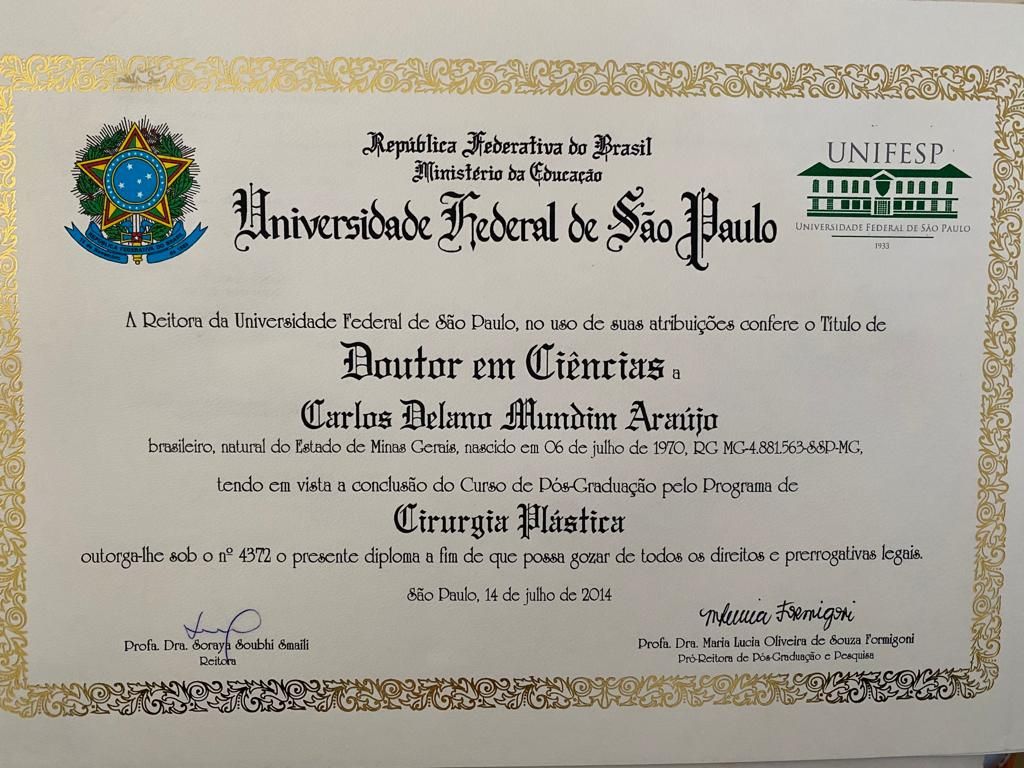 República Federativa do Brasil
Ministério da Educação
Universidade Federal de São Paulo
UNIFESP
UNIVERSIDADE FEDERAL DE SÃO PAULO
1933
A Reitora da Universidade Federal de São Paulo, no uso de suas atribuições confere o Título de
Doutor em Ciências a
Carlos Delano Mundim Araújo
brasileiro, natural do Estado de Minas Gerais, nascido em 06 de julho de 1970, RG MG-4.881.563-SSP-MG,
tendo em vista a conclusão do Curso de Pós-Graduação pelo Programa de
Cirurgia Plástica
outorga-lhe sob o nº 4372 o presente diploma a fim de que possa gozar de todos os direitos e prerrogativas legais.
São Paulo, 14 de julho de 2014
Profa. Dra. Soraya Soubhi Smaili
Reitora
Profa. Dra. Maria Lucia Oliveira de Souza Formigoni
Pró-Reitora de Pós-Graduação e Pesquisa